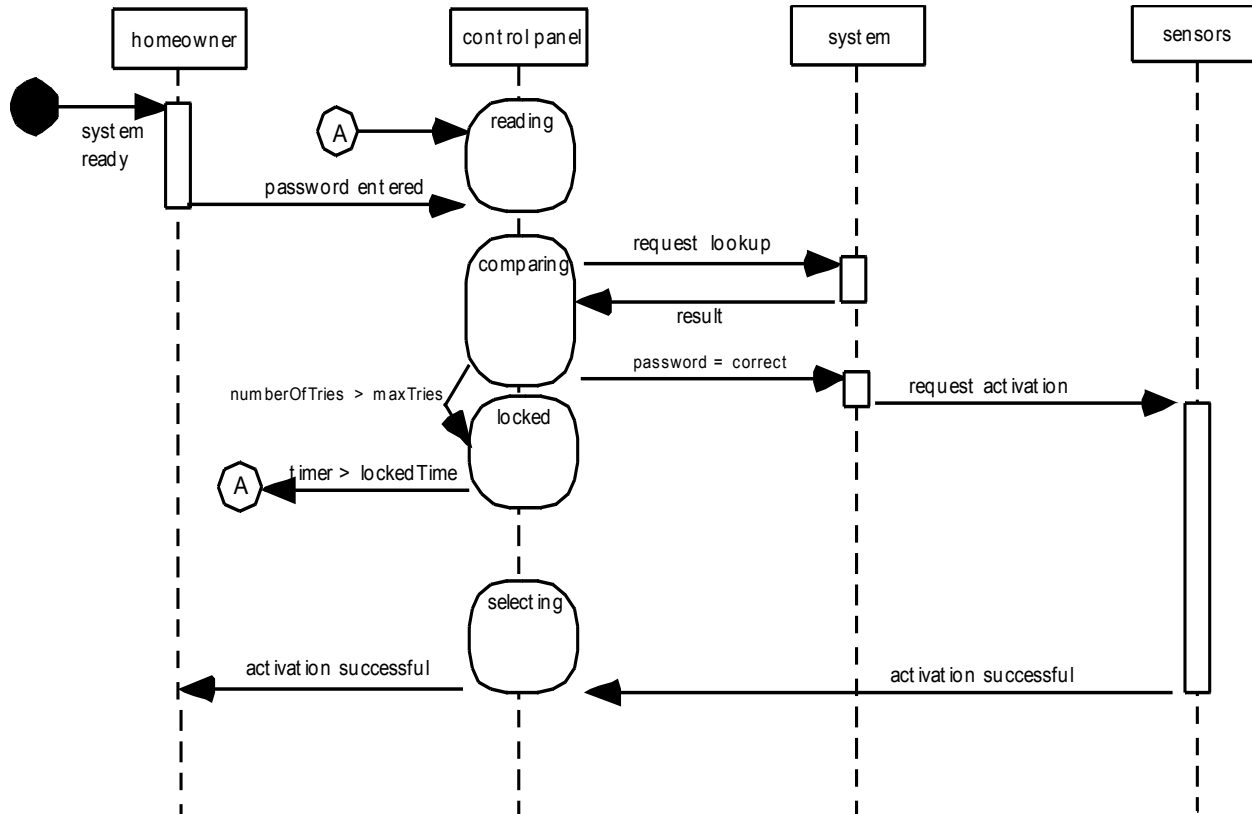 homeowner
control panel
system
sensors
system
ready
A
reading
password entered
comparing
request lookup
result
password = correct
request activation
numberOfTries > maxTries
locked
A
timer > lockedTime
selecting
activation successful
activation successful